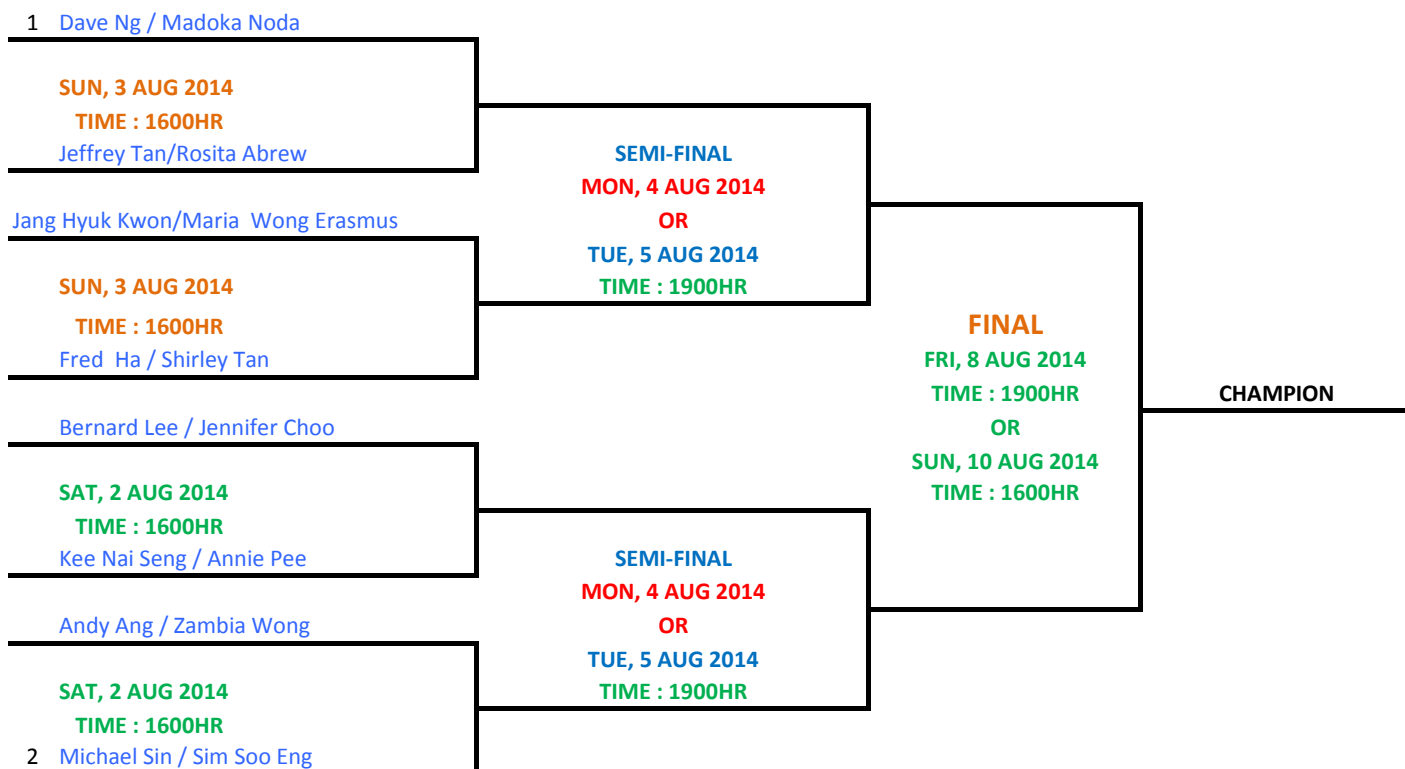 1 Dave Ng / Madoka Noda
SUN, 3 AUG 2014
TIME : 1600HR
Jeffrey Tan/Rosita Abrew
Jang Hyuk Kwon/Maria Wong Erasmus
SUN, 3 AUG 2014
TIME : 1600HR
Fred Ha / Shirley Tan
Bernard Lee / Jennifer Choo
SAT, 2 AUG 2014
TIME : 1600HR
Kee Nai Seng / Annie Pee
Andy Ang / Zambia Wong
SAT, 2 AUG 2014
TIME : 1600HR
2 Michael Sin / Sim Soo Eng
SEMI-FINAL
MON, 4 AUG 2014
OR
TUE, 5 AUG 2014
TIME : 1900HR
SEMI-FINAL
MON, 4 AUG 2014
OR
TUE, 5 AUG 2014
TIME : 1900HR
FINAL
FRI, 8 AUG 2014
TIME : 1900HR
OR
SUN, 10 AUG 2014
TIME : 1600HR
CHAMPION